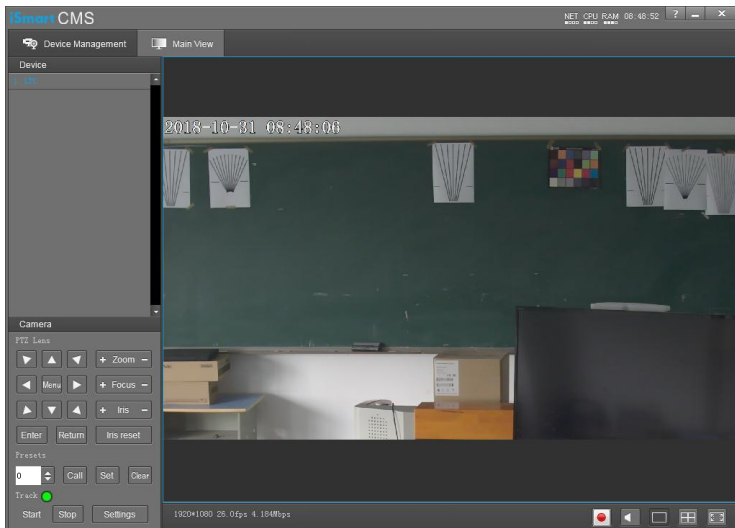 iSmart CMS
NET CPU RAM 08:48:52 ? – ×
Device Management
Main View
Device
2018-10-31 08:48:06
Camera
PTZ Lens
+ Zoom –
Menu
+ Focus –
+ Iris –
Enter
Return
Iris reset
Presets
0
Call
Set
Clear
Track
Start
Stop
Settings
1920*1080 25.0fps 4.184Mbps